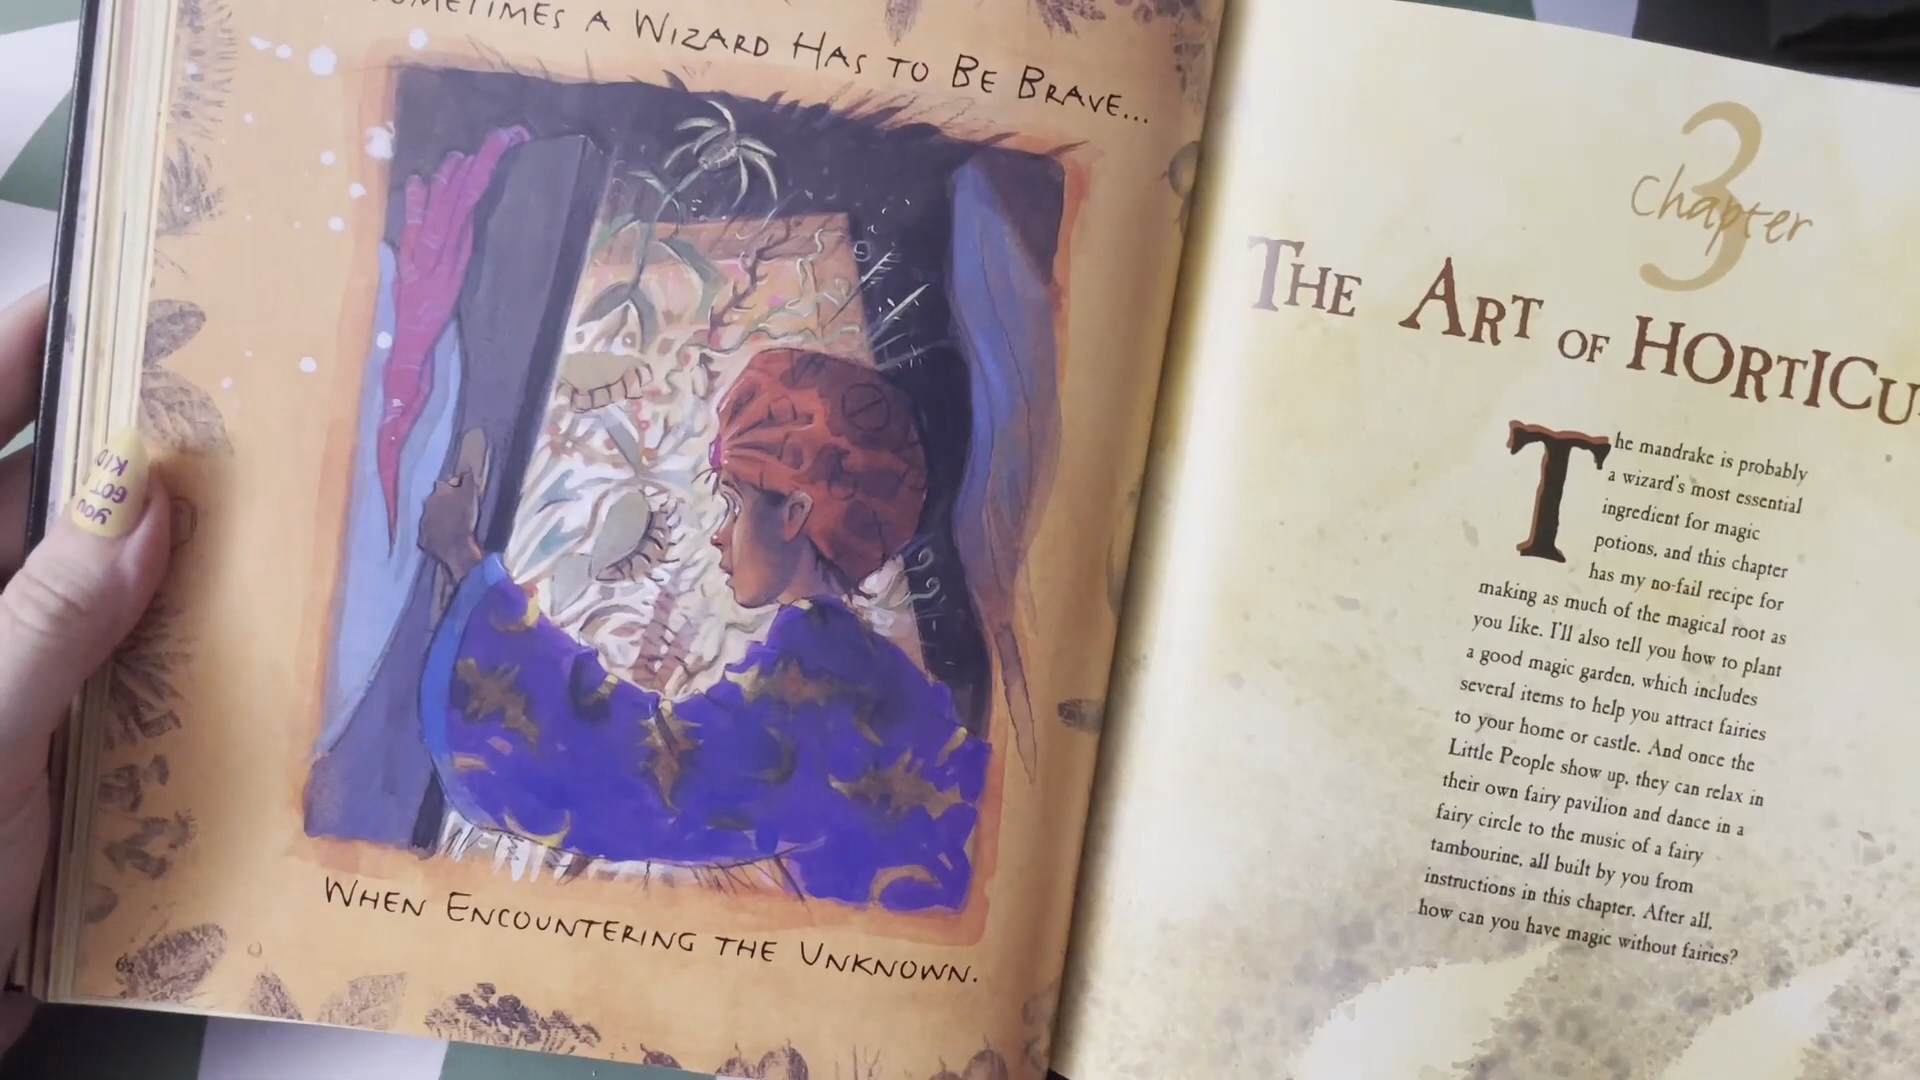 SOMETIMES A WIZARD HAS TO BE BRAVE...
WHEN ENCOUNTERING THE UNKNOWN.
62
YOU
GOT
KID
3
Chapter
THE ART OF HORTICU
The mandrake is probably
a wizard's most essential
ingredient for magic
potions, and this chapter
has my no-fail recipe for
making as much of the magical root as
you like. I'll also tell you how to plant
a good magic garden, which includes
several items to help you attract fairies
to your home or castle. And once the
Little People show up, they can relax in
their own fairy pavilion and dance in a
fairy circle to the music of a fairy
tambourine, all built by you from
instructions in this chapter. After all,
how can you have magic without fairies?